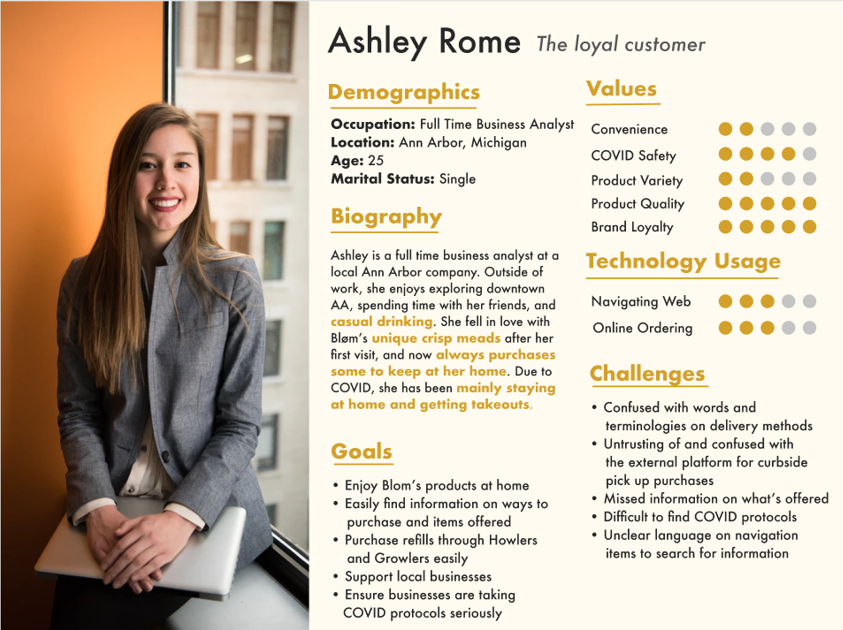 Ashley Rome The loyal customer
Demographics
Occupation: Full Time Business Analyst
Location: Ann Arbor, Michigan
Age: 25
Marital Status: Single
Biography
Ashley is a full time business analyst at a
local Ann Arbor company. Outside of
work, she enjoys exploring downtown
AA, spending time with her friends, and
casual drinking. She fell in love with
Bløm's unique crisp meads after her
first visit, and now always purchases
some to keep at her home. Due to
COVID, she has been mainly staying
at home and getting takeouts.
Goals
• Enjoy Blom's products at home
• Easily find information on ways to
purchase and items offered
• Purchase refills through Howlers
and Growlers easily
• Support local businesses
• Ensure businesses are taking
COVID protocols seriously
Values
Convenience
COVID Safety
Product Variety
Product Quality
Brand Loyalty
Technology Usage
Navigating Web
Online Ordering
Challenges
• Confused with words and
terminologies on delivery methods
• Untrusting of and confused with
the external platform for curbside
pick up purchases
• Missed information on what's offered
• Difficult to find COVID protocols
• Unclear language on navigation
items to search for information